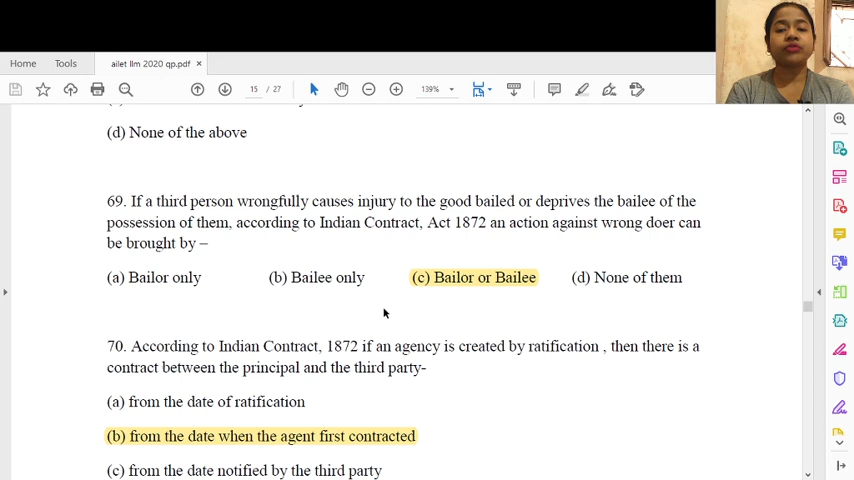 Home Tools ailet llm 2020 qp.pdf ×
15 / 27 139%
(d) None of the above
69. If a third person wrongfully causes injury to the good bailed or deprives the bailee of the
possession of them, according to Indian Contract, Act 1872 an action against wrong doer can
be brought by –
(a) Bailor only (b) Bailee only (c) Bailor or Bailee (d) None of them
70. According to Indian Contract, 1872 if an agency is created by ratification , then there is a
contract between the principal and the third party-
(a) from the date of ratification
(b) from the date when the agent first contracted
(c) from the date notified by the third party